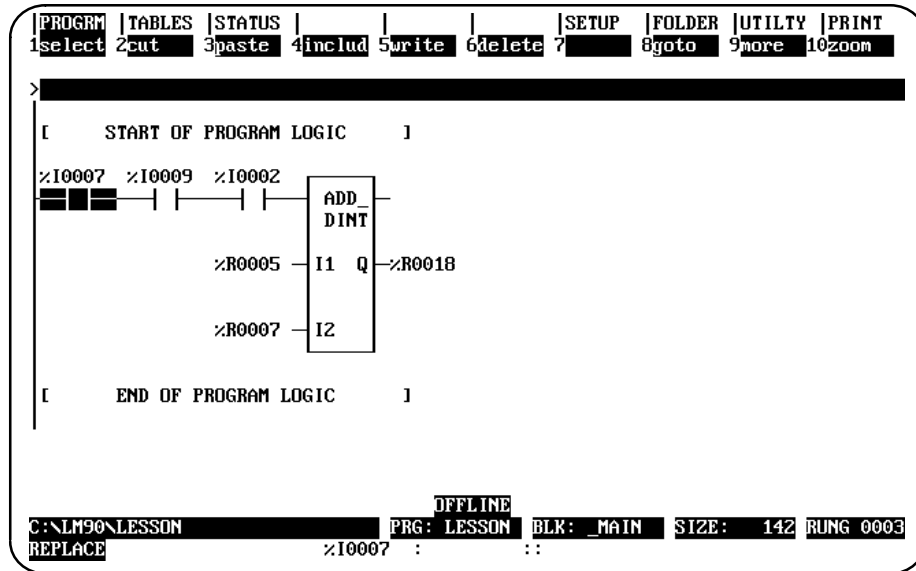 PROGRM |TABLES |STATUS | | |SETUP |FOLDER |UTILTY |PRINT
1select 2cut 3paste 4includ 5write 6delete 7 8goto 9more 10zoom
>
[ START OF PROGRAM LOGIC ]
%I0007 %I0009 %I0002
ADD_
DINT
%R0005 I1 Q %R0018
%R0007 I2
[ END OF PROGRAM LOGIC ]
OFFLINE
C:\LM90\LESSON PRG: LESSON BLK: _MAIN SIZE: 142 RUNG 0003
REPLACE %I0007 : ::